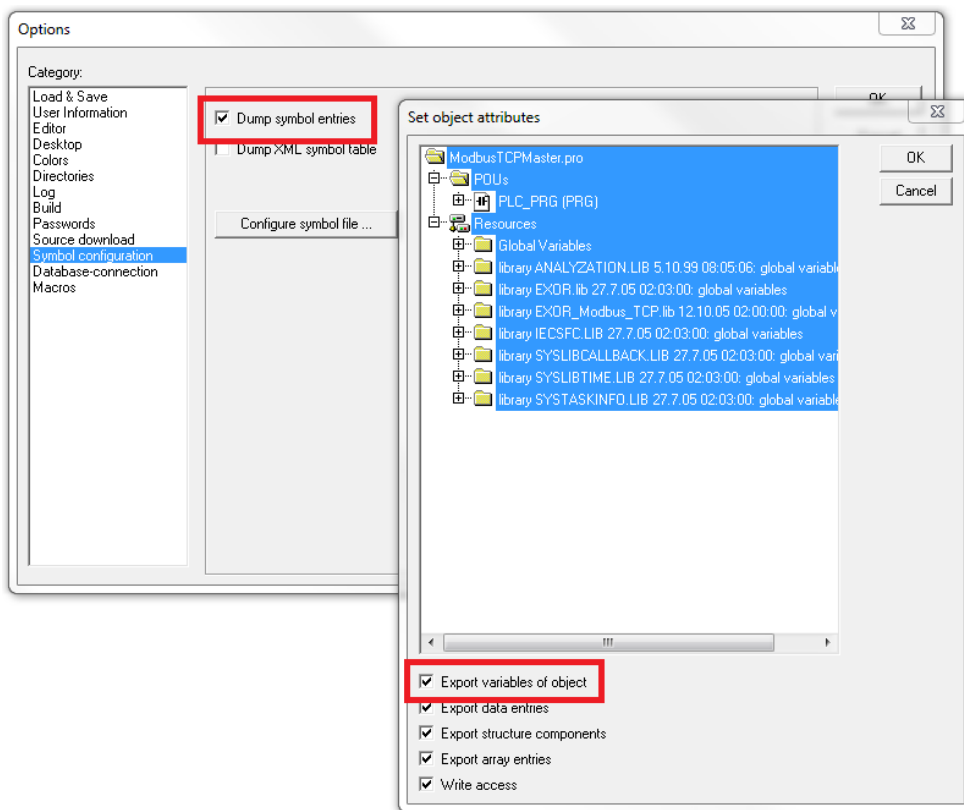 Options
Category:
Load & Save
User Information
Editor
Desktop
Colors
Directories
Log
Build
Passwords
Source download
Symbol configuration
Database-connection
Macros
Dump symbol entries
Dump XML symbol table
Configure symbol file ...
OK
Set object attributes
ModbusTCPMaster.pro
POUs
PLC_PRG (PRG)
Resources
Global Variables
library ANALYZATION.LIB 5.10.99 08:05:06: global variabl
library EXOR.lib 27.7.05 02:03:00: global variables
library EXOR_Modbus_TCP.lib 12.10.05 02:00:00: global v
library IECSFC.LIB 27.7.05 02:03:00: global variables
library SYSLIBCALLBACK.LIB 27.7.05 02:03:00: global vari
library SYSLIBTIME.LIB 27.7.05 02:03:00: global variables
library SYSTASKINFO.LIB 27.7.05 02:03:00: global variable
OK
Cancel
Export variables of object
Export data entries
Export structure components
Export array entries
Write access